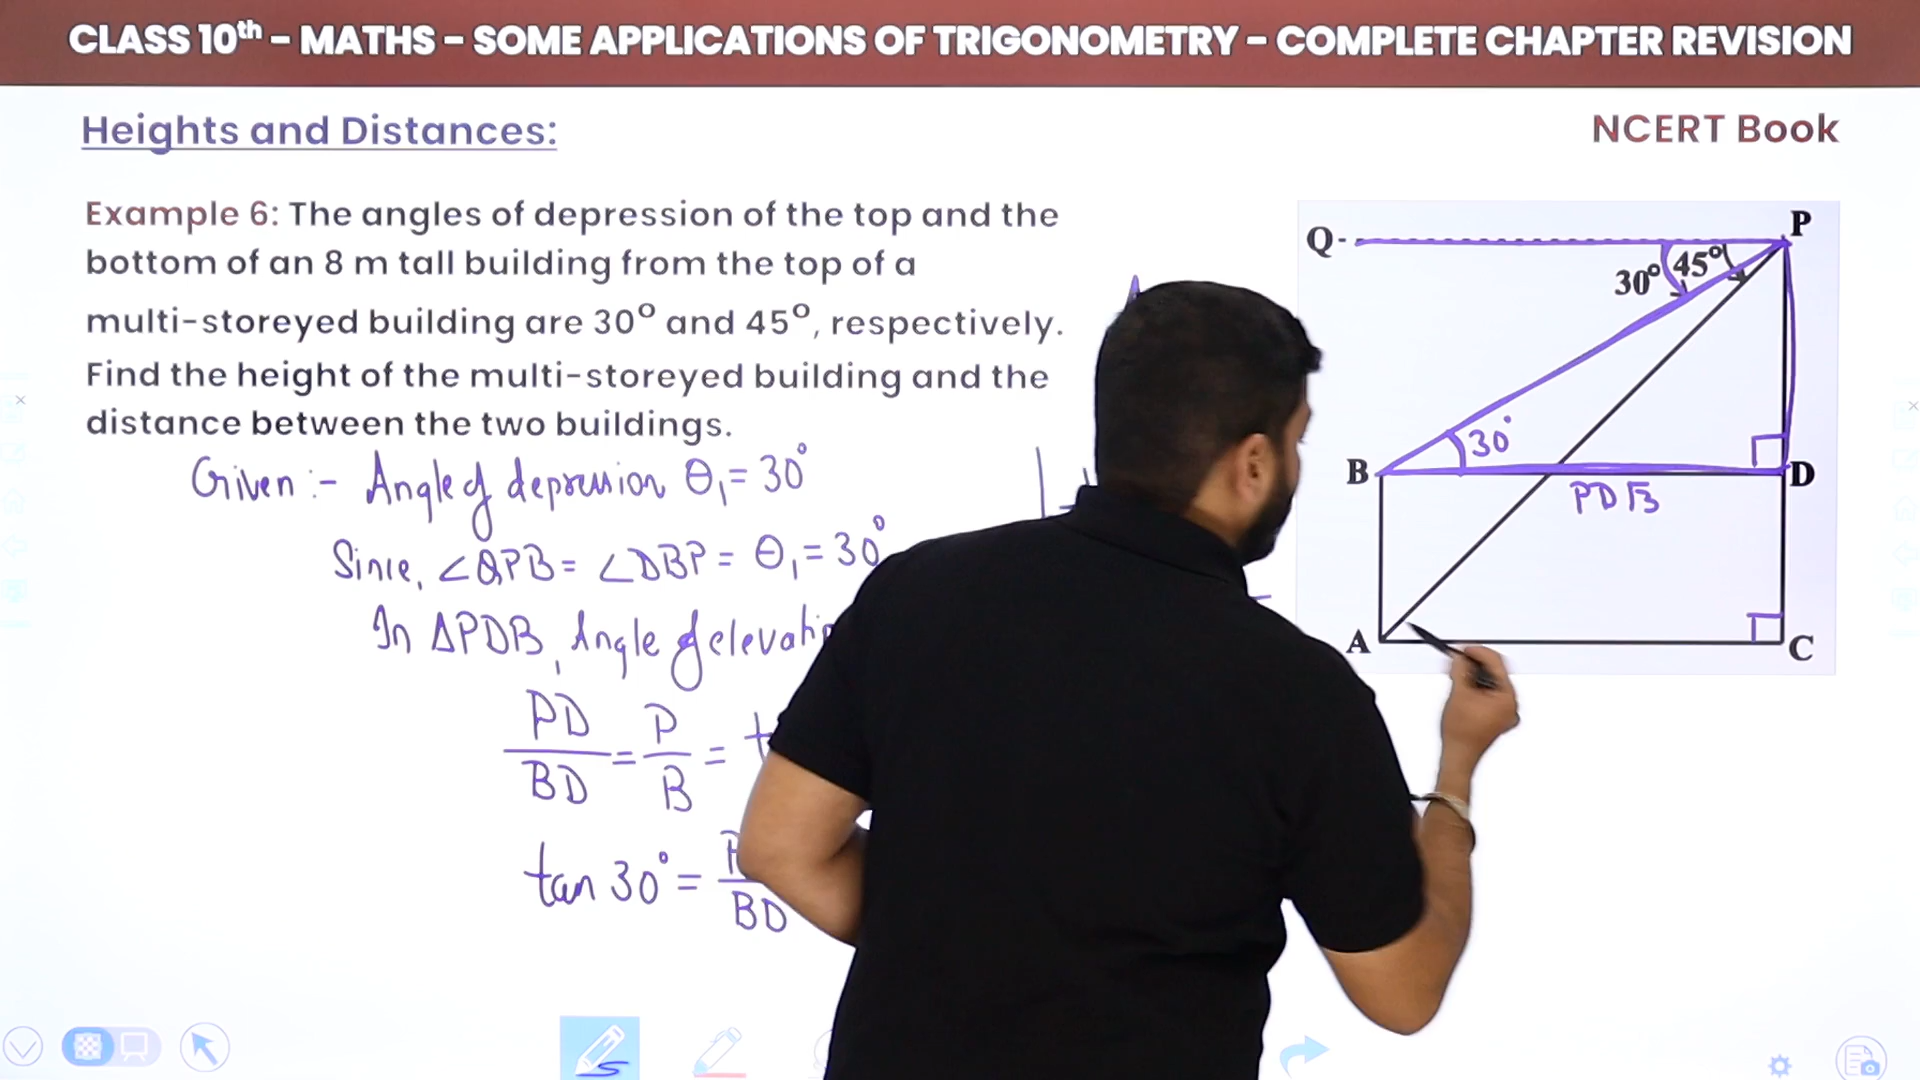 CLASS 10th - MATHS - SOME APPLICATIONS OF TRIGONOMETRY - COMPLETE CHAPTER REVISION
Heights and Distances:
NCERT Book
Example 6: The angles of depression of the top and the
bottom of an 8 m tall building from the top of a
multi-storeyed building are 30° and 45°, respectively.
Find the height of the multi-storeyed building and the
distance between the two buildings.
Given :- Angle of depression θ₁ = 30°
Since, ∠QPB = ∠DBP = θ₁ = 30°
In ΔPDB, Angle of
PD/BD = P/B =
tan 30° = /BD
Q
P
30° 45°
B
30°
D
PD√3
A
C